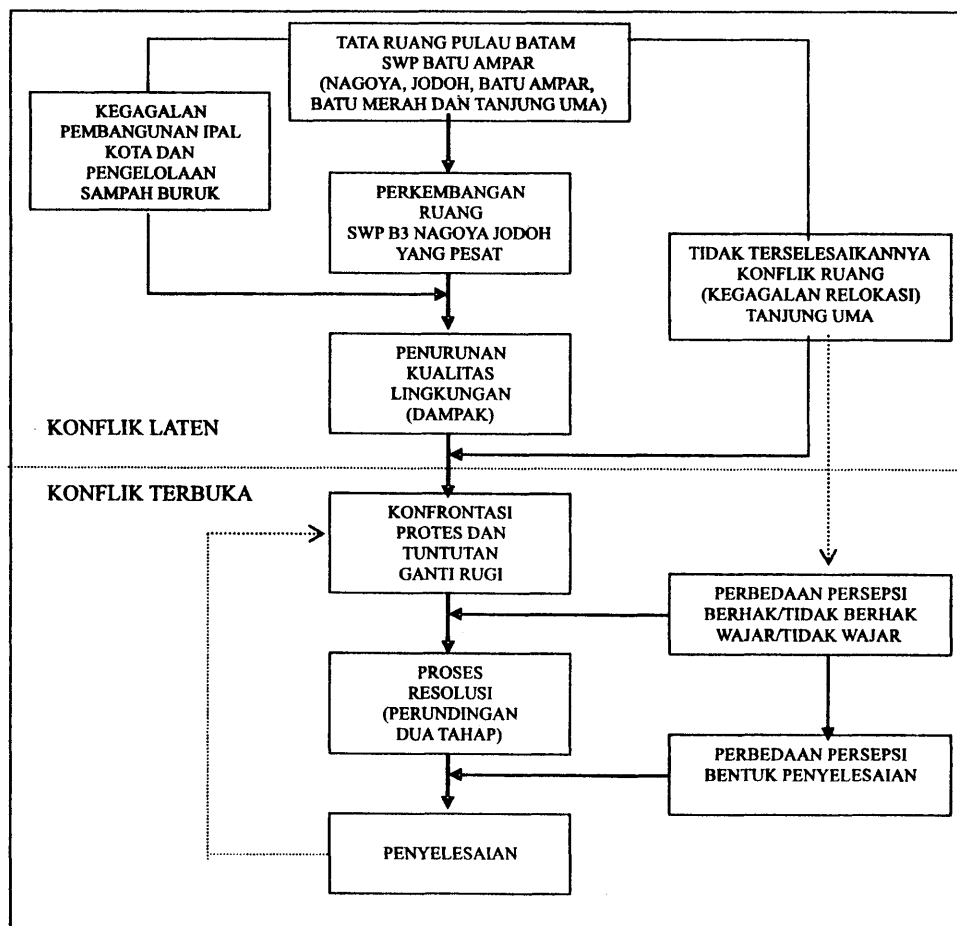 TATA RUANG PULAU BATAM
SWP BATU AMPAR
(NAGOYA, JODOH, BATU AMPAR,
BATU MERAH DAN TANJUNG UMA)
KEGAGALAN
PEMBANGUNAN IPAL
KOTA DAN
PENGELOLAAN
SAMPAH BURUK
PERKEMBANGAN
RUANG
SWP B3 NAGOYA JODOH
YANG PESAT
TIDAK TERSELESAIKANNYA
KONFLIK RUANG
(KEGAGALAN RELOKASI)
TANJUNG UMA
PENURUNAN
KUALITAS
LINGKUNGAN
(DAMPAK)
KONFLIK LATEN
KONFLIK TERBUKA
KONFRONTASI
PROTES DAN
TUNTUTAN
GANTI RUGI
PERBEDAAN PERSEPSI
BERHAK/TIDAK BERHAK
WAJAR/TIDAK WAJAR
PROSES
RESOLUSI
(PERUNDINGAN
DUA TAHAP)
PERBEDAAN PERSEPSI
BENTUK PENYELESAIAN
PENYELESAIAN